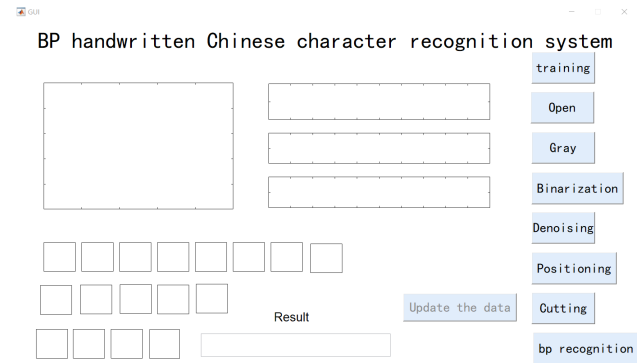 GUI
BP handwritten Chinese character recognition system
training
Open
Gray
Binarization
Denoising
Positioning
Update the data
Cutting
Result
bp recognition